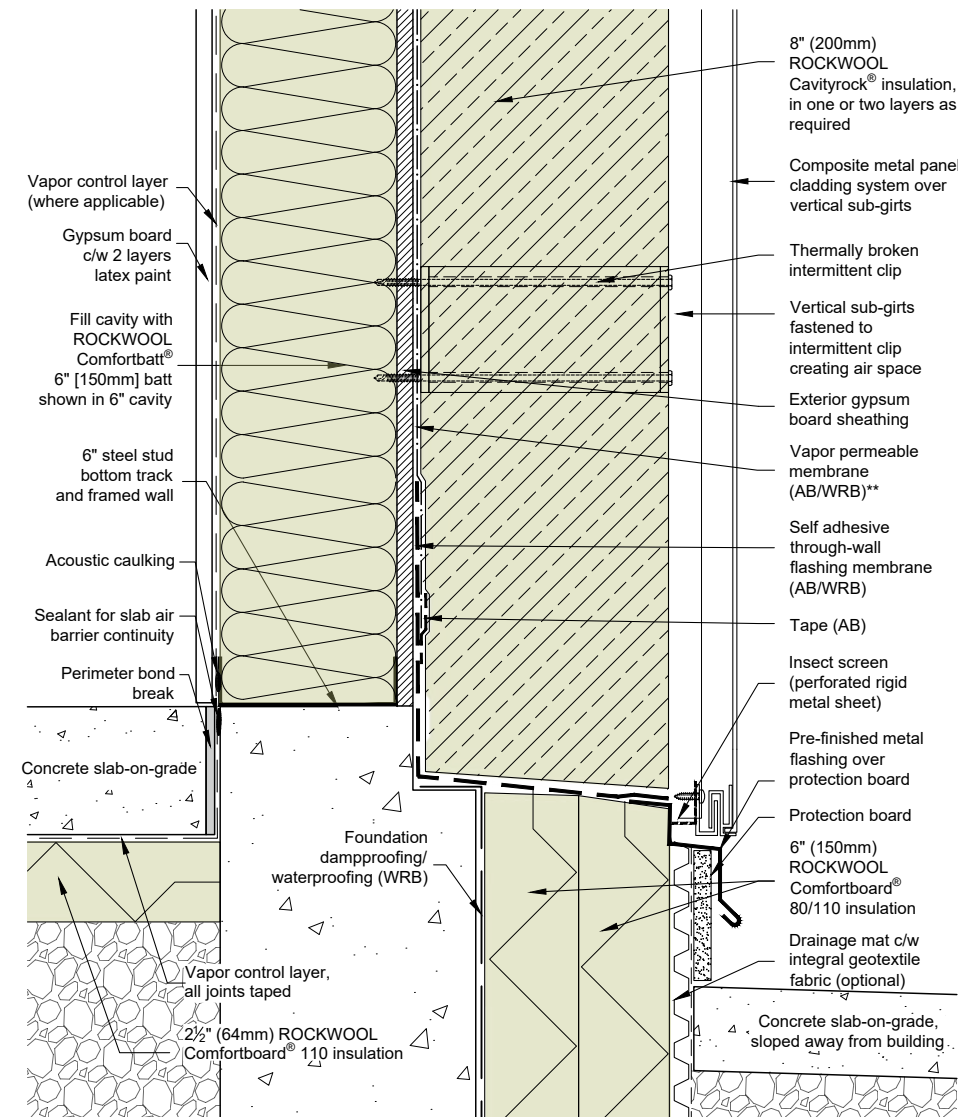 Vapor control layer
(where applicable)
Gypsum board
c/w 2 layers
latex paint
Fill cavity with
ROCKWOOL
Comfortbatt®
6" [150mm] batt
shown in 6" cavity
6" steel stud
bottom track
and framed wall
Acoustic caulking
Sealant for slab air
barrier continuity
Perimeter bond
break
Concrete slab-on-grade
Foundation
dampproofing/
waterproofing (WRB)
Vapor control layer,
all joints taped
2½" (64mm) ROCKWOOL
Comfortboard® 110 insulation
8" (200mm)
ROCKWOOL
Cavityrock® insulation,
in one or two layers as
required
Composite metal panel
cladding system over
vertical sub-girts
Thermally broken
intermittent clip
Vertical sub-girts
fastened to
intermittent clip
creating air space
Exterior gypsum
board sheathing
Vapor permeable
membrane
(AB/WRB)**
Self adhesive
through-wall
flashing membrane
(AB/WRB)
Tape (AB)
Insect screen
(perforated rigid
metal sheet)
Pre-finished metal
flashing over
protection board
Protection board
6" (150mm)
ROCKWOOL
Comfortboard®
80/110 insulation
Drainage mat c/w
integral geotextile
fabric (optional)
Concrete slab-on-grade,
sloped away from building